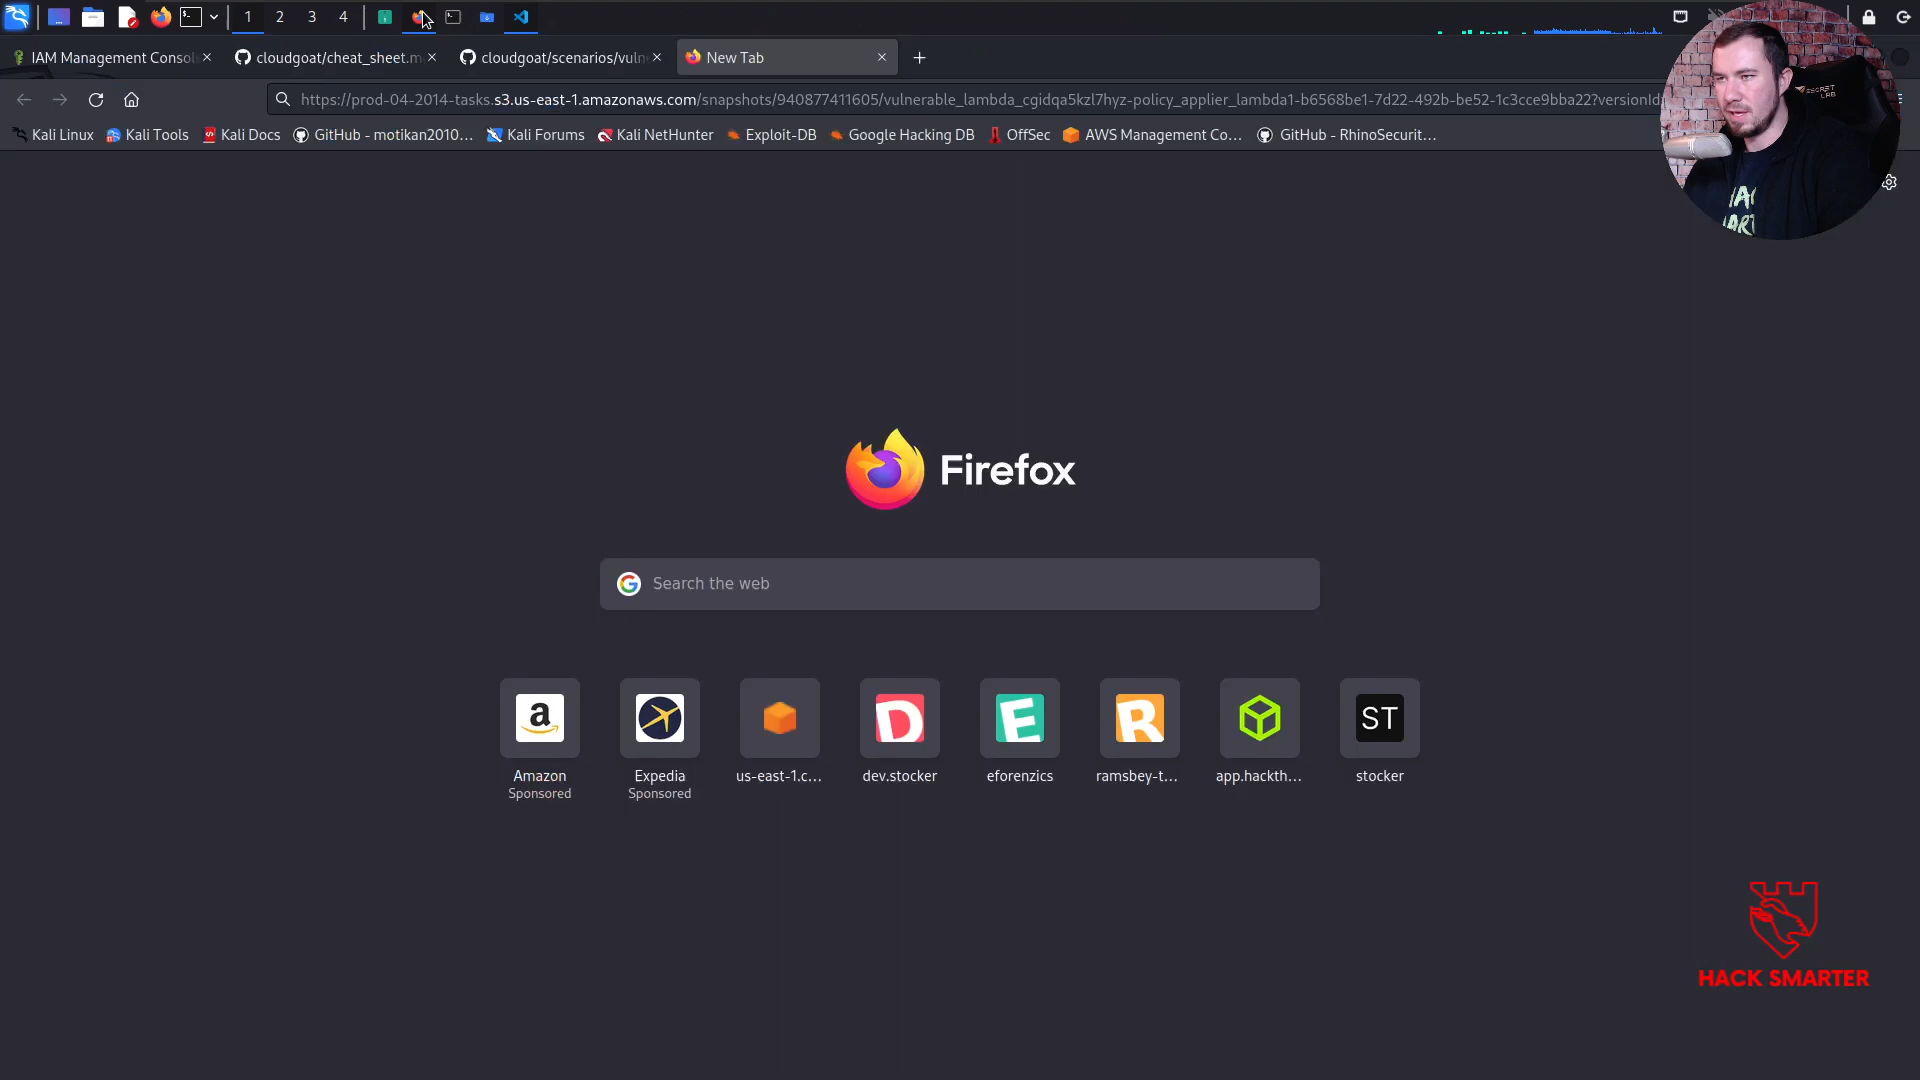 1 2 3 4
IAM Management Consol
cloudgoat/cheat_sheet.m
cloudgoat/scenarios/vuln
New Tab
https://prod-04-2014-tasks.s3.us-east-1.amazonaws.com/snapshots/940877411605/vulnerable_lambda_cgidqa5kzl7hyz-policy_applier_lambda1-b6568be1-7d22-492b-be52-1c3cce9bba22?versionId
Kali Linux
Kali Tools
Kali Docs
GitHub - motikan2010…
Kali Forums
Kali NetHunter
Exploit-DB
Google Hacking DB
OffSec
AWS Management Co…
GitHub - RhinoSecurit…
SECRET
LAB
Firefox
Search the web
a
D
E
R
ST
Amazon
Sponsored
Expedia
Sponsored
us-east-1.c…
dev.stocker
eforenzics
ramsbey-t…
app.hackth…
stocker
HACK SMARTER